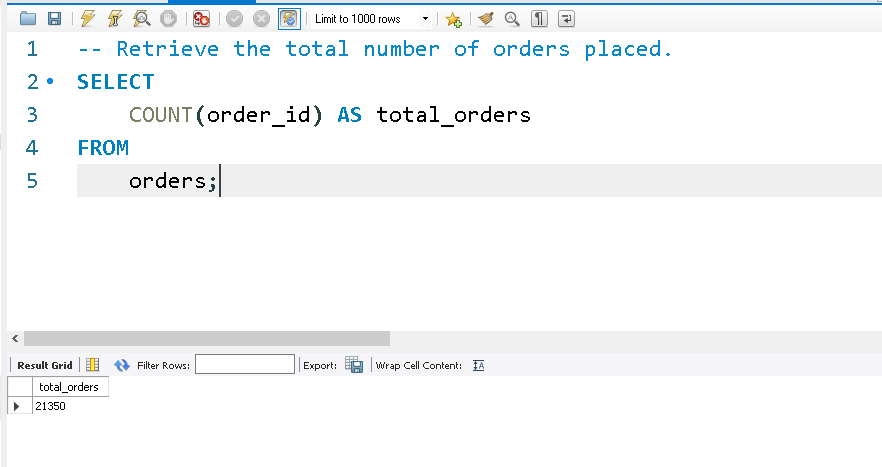 Limit to 1000 rows
1 -- Retrieve the total number of orders placed.
2 SELECT
3 COUNT(order_id) AS total_orders
4 FROM
5 orders;
Result Grid Filter Rows: Export: Wrap Cell Content:
total_orders
21350